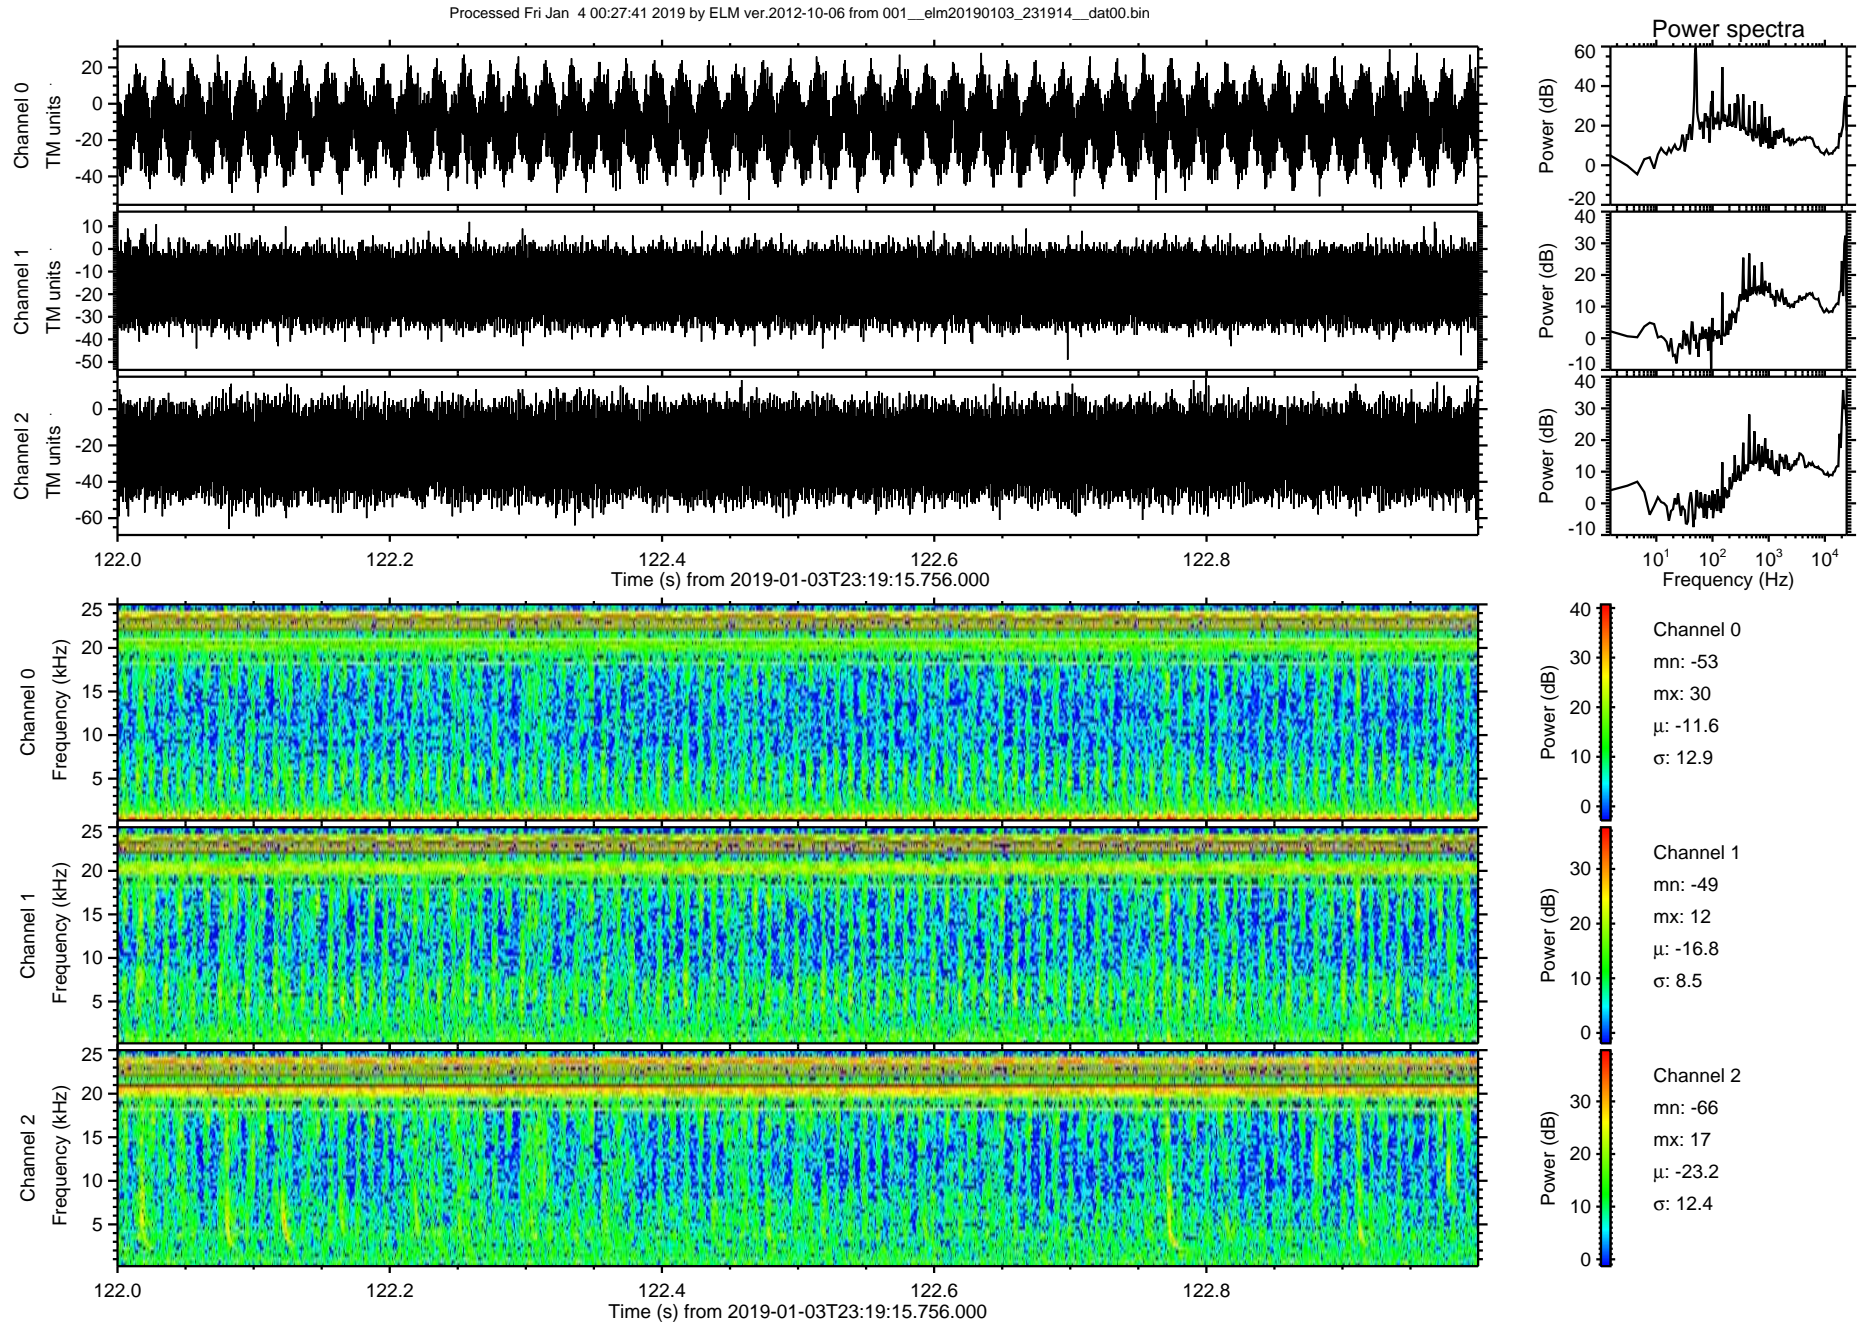 Processed Fri Jan  4 00:27:41 2019 by ELM ver.2012-10-06 from 001__elm20190103_231914__dat00.bin
Power spectra
Channel 0
TM units
20
0
-20
-40
Power (dB)
60
40
20
0
-20
Channel 1
TM units
10
0
-10
-20
-30
-40
-50
Power (dB)
40
30
20
10
0
-10
Channel 2
TM units
0
-20
-40
-60
Power (dB)
40
30
20
10
0
-10
122.0 122.2 122.4 122.6 122.8
Time (s) from 2019-01-03T23:19:15.756.000
10^1 10^2 10^3 10^4
Frequency (Hz)
Channel 0
Frequency (kHz)
25
20
15
10
5
Power (dB)
40
30
20
10
0
Channel 0
mn: -53
mx: 30
μ: -11.6
σ: 12.9
Channel 1
Frequency (kHz)
25
20
15
10
5
Power (dB)
30
20
10
0
Channel 1
mn: -49
mx: 12
μ: -16.8
σ: 8.5
Channel 2
Frequency (kHz)
25
20
15
10
5
Power (dB)
30
20
10
0
Channel 2
mn: -66
mx: 17
μ: -23.2
σ: 12.4
122.0 122.2 122.4 122.6 122.8
Time (s) from 2019-01-03T23:19:15.756.000